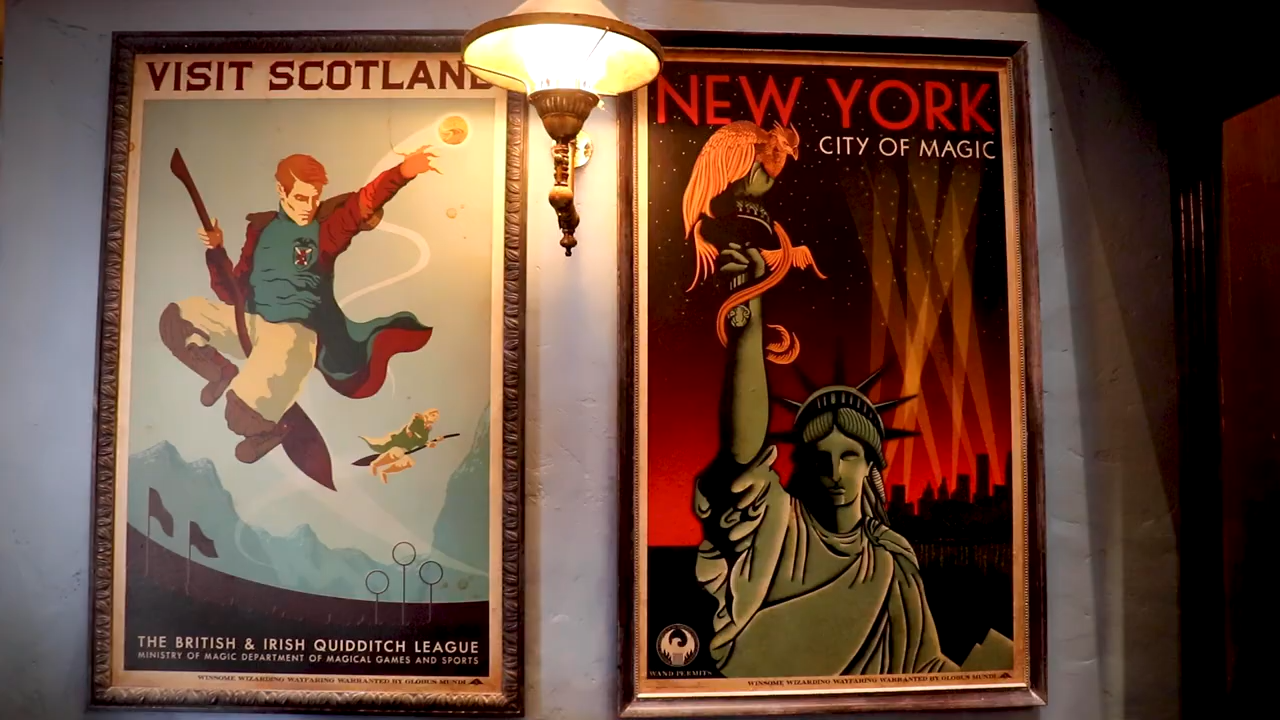 VISIT SCOTLAND
THE BRITISH & IRISH QUIDDITCH LEAGUE
MINISTRY OF MAGIC DEPARTMENT OF MAGICAL GAMES AND SPORTS
WINSOME WIZARDING WAYFARING WARRANTED BY GLOBUS MUNDI
NEW YORK
CITY OF MAGIC
WAND PERMITS
WINSOME WIZARDING WAYFARING WARRANTED BY GLOBUS MUNDI